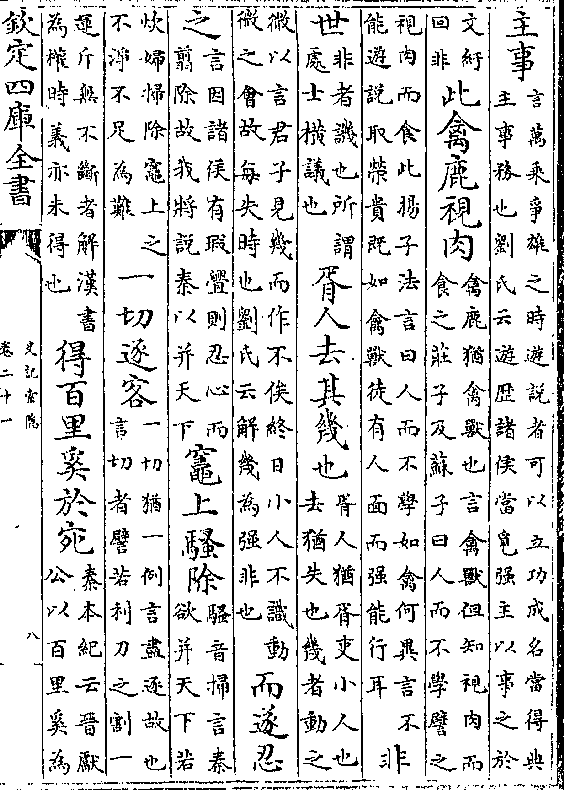 主事言萬乘爭雄之時遊説者可以立功成名當得典主事務也劉氏云遊歷諸侯當覓强主以事之於
文紆回非此禽鹿視肉禽鹿猶禽獸也言禽獸但知視肉而食之莊子及蘇子曰人而不學譬之
視肉而食此揚子法言曰人而不學如禽何異言不能遊説取榮貴既如禽獸徒有人面而强能行耳非
世非者譏也所謂處士橫議也胥人去其幾也胥人猶胥吏小人也去猶失也幾者動之
微以言君子見幾而作不俟終日小人不識動微之會故每失時也劉氏云解幾為强非也而遂忍
之言因諸侯有瑕釁則忍心而翦除故我將説秦以并天下竈上騷除騷音掃言秦欲并天下若
炊婦掃除竈上之不淨不足為難一切逐客一切猶一例言盡逐故也言切者譬若利刀之割一
運斤無不斷者解漢書為權時義亦未得也得百里奚於宛秦本紀云晉獻公以百里奚為
欽定四庫全書
史記索隱
卷二十一
八